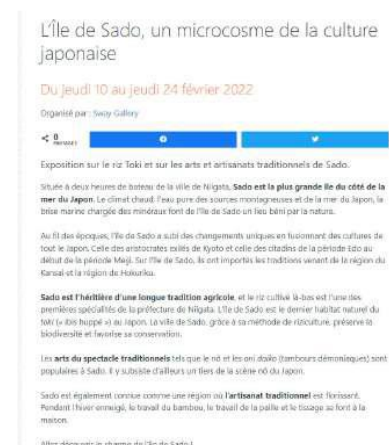 L'Île de Sado, un microcosme de la culture
japonaise
Du Jeudi 10 au jeudi 24 février 2022
Organisé par : Sway Gallery
0
PARTAGES
Exposition sur le riz Toki et sur les arts et artisanats traditionnels de Sado.
Située à deux heures de bateau de la ville de Niigata, Sado est la plus grande île du côté de la
mer du Japon. Le climat chaud, l'eau pure des sources montagneuses et de la mer du Japon, la
brise marine chargée des minéraux font de l'île de Sado un lieu béni par la nature.
Au fil des époques, l'île de Sado a subi des changements uniques en fusionnant des cultures de
tout le Japon. Celle des aristocrates exilés de Kyoto et celle des citadins de la période Edo au
début de la période Meiji. Sur l'île de Sado, ils ont importés les traditions venant de la région du
Kansai et la région de Hokuriku.
Sado est l'héritière d'une longue tradition agricole, et le riz cultivé là-bas est l'une des
premières spécialités de la préfecture de Niigata. L'île de Sado est le dernier habitat naturel du
toki (« ibis huppé ») au Japon. La ville de Sado, grâce à sa méthode de riziculture, préserve la
biodiversité et favorise sa conservation.
Les arts du spectacle traditionnels tels que le nô et les oni daiko (tambours démoniaques) sont
populaires à Sado. Il y subsiste d'ailleurs un tiers de la scène nô du Japon.
Sado est également connue comme une région où l'artisanat traditionnel est florissant.
Pendant l'hiver enneigé, le travail du bambou, le travail de la paille et le tissage se font à la
maison.
Allez découvrir le charme de l'île de Sado !